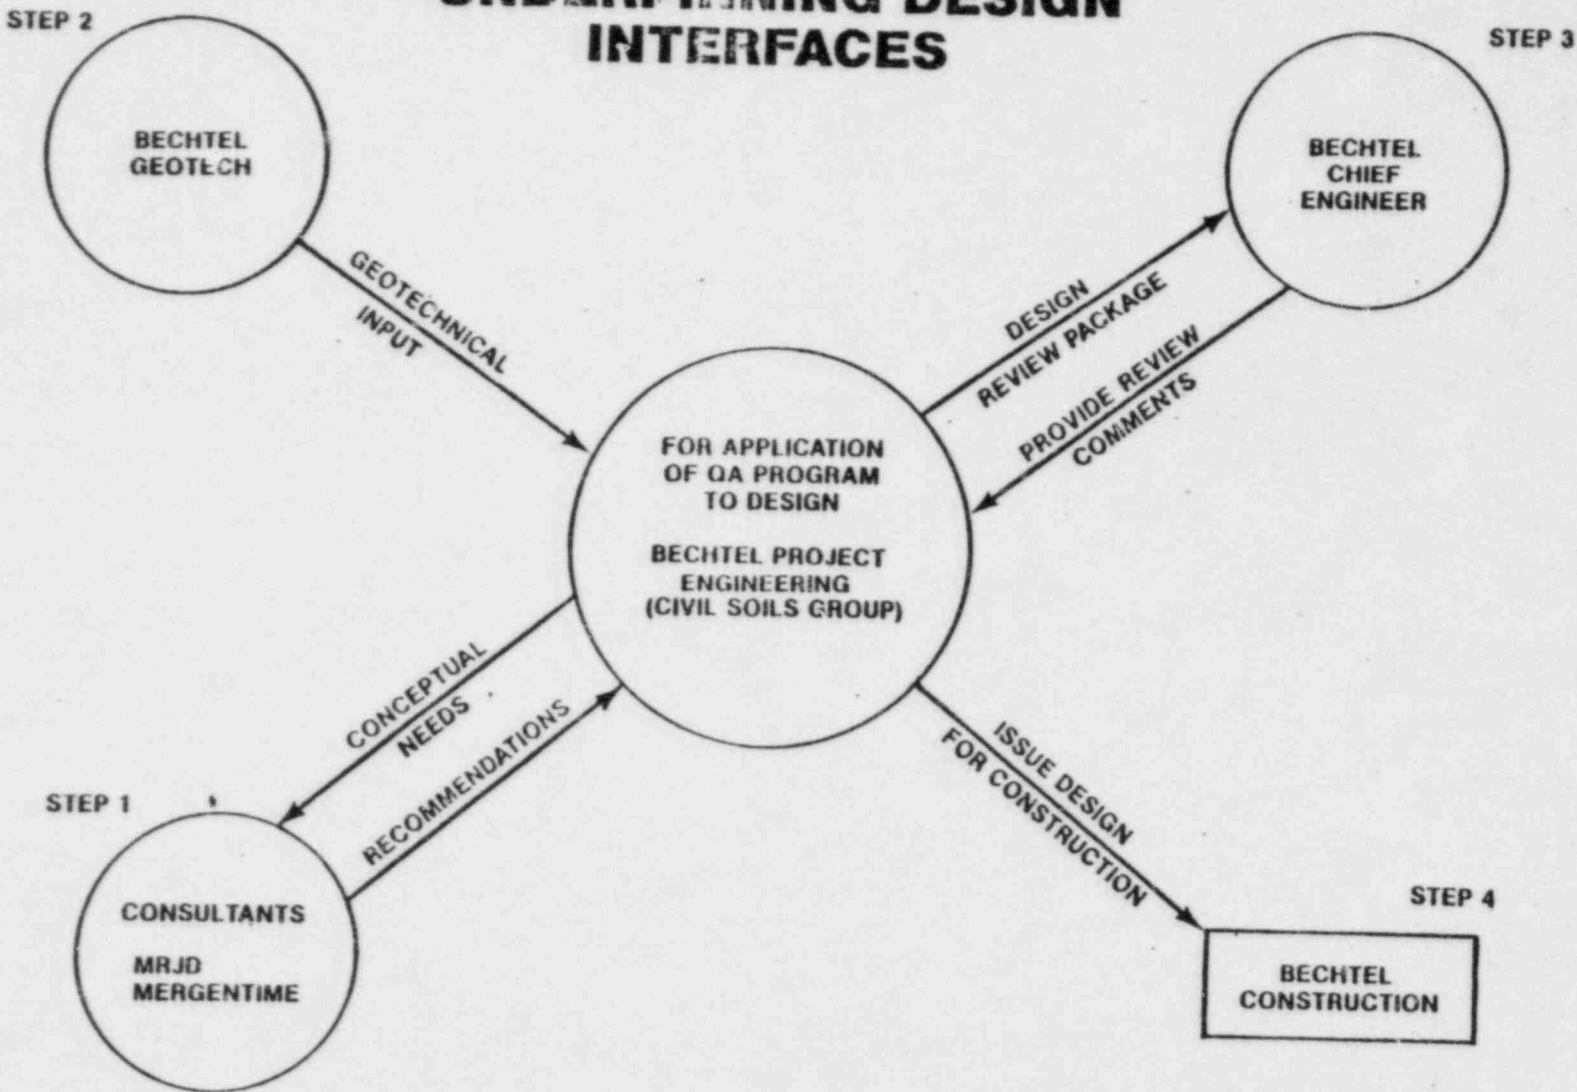 UNDERPINNING DESIGN
INTERFACES
STEP 2
BECHTEL
GEOTECH
STEP 3
BECHTEL
CHIEF
ENGINEER
GEOTECHNICAL
INPUT
DESIGN
REVIEW PACKAGE
PROVIDE REVIEW
COMMENTS
FOR APPLICATION
OF QA PROGRAM
TO DESIGN
BECHTEL PROJECT
ENGINEERING
(CIVIL SOILS GROUP)
CONCEPTUAL
NEEDS
RECOMMENDATIONS
ISSUE DESIGN
FOR CONSTRUCTION
STEP 1
CONSULTANTS
MRJD
MERGENTIME
STEP 4
BECHTEL
CONSTRUCTION